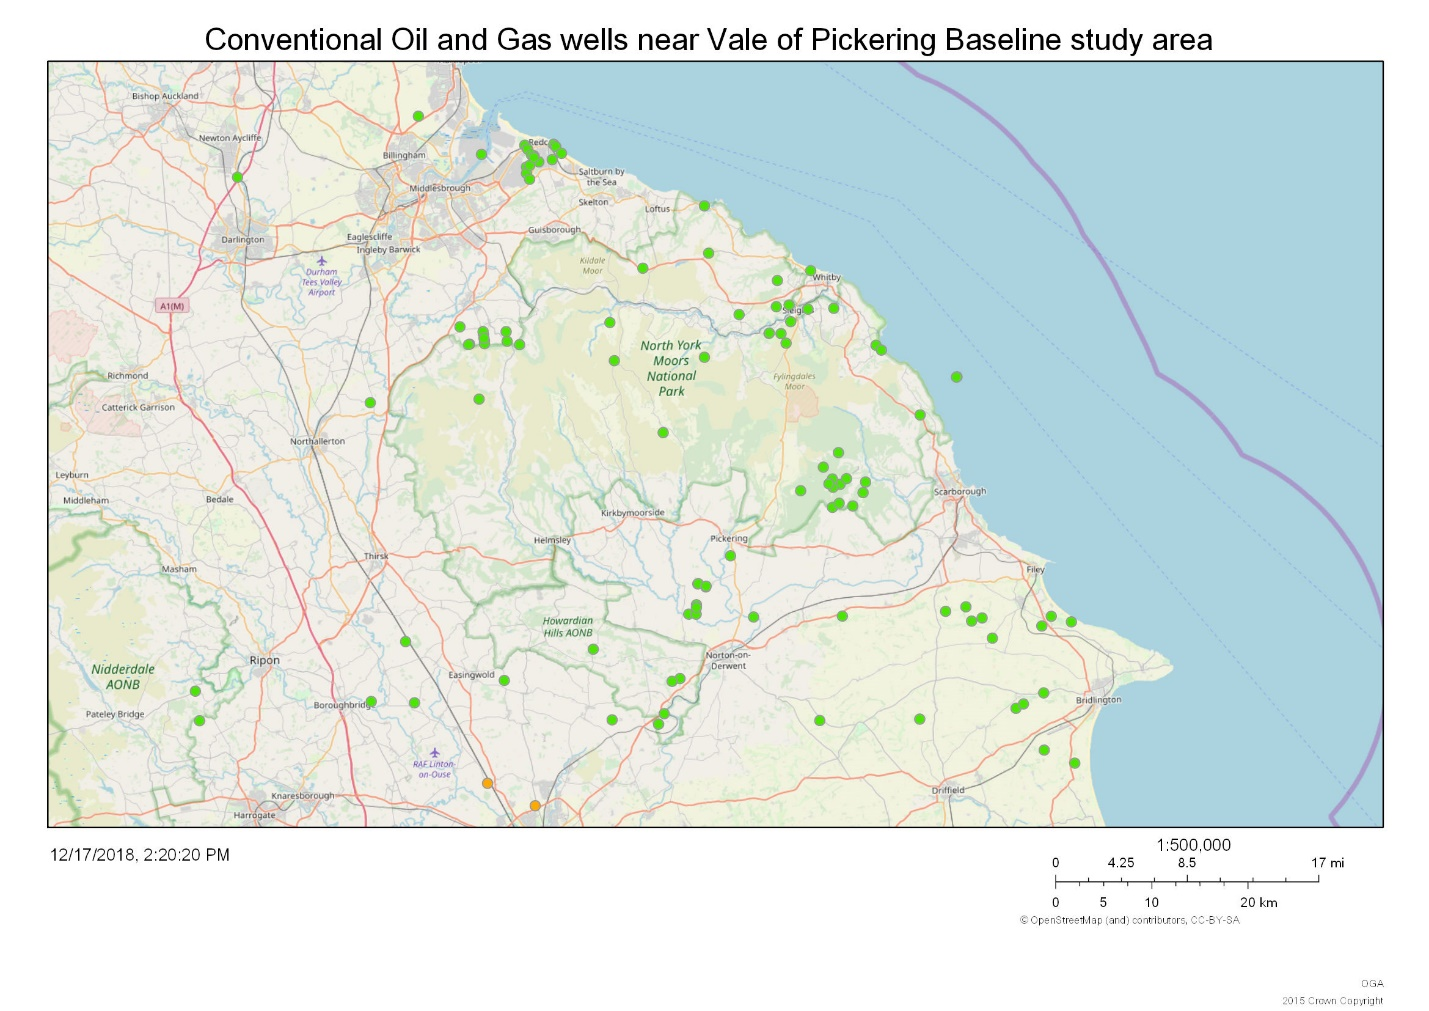 Conventional Oil and Gas wells near Vale of Pickering Baseline study area
Bishop Auckland
Newton Aycliffe
Billingham
Redc
Middlesbrough
Saltburn by
the Sea
Skelton
Loftus
Darlington
Eaglescliffe
Ingleby Barwick
Guisborough
Kildale
Moor
Durham
Tees Valley
Airport
Whitby
A1(M)
Sleig
North York
Moors
National
Park
Fylingdales
Moor
Richmond
Catterick Garrison
Northallerton
Leyburn
Middleham
Bedale
Scarborough
Kirkbymoorside
Helmsley
Pickering
Thirsk
Masham
Filey
Howardian
Hills AONB
Nidderdale
AONB
Ripon
Norton-on-
Derwent
Easingwold
Pateley Bridge
Boroughbridg
Bridlington
RAF Linton-
on-Ouse
Knaresborough
Harrogate
Driffield
12/17/2018, 2:20:20 PM
1:500,000
0 4.25 8.5 17 mi
0 5 10 20 km
© OpenStreetMap (and) contributors, CC-BY-SA
OGA
2015 Crown Copyright